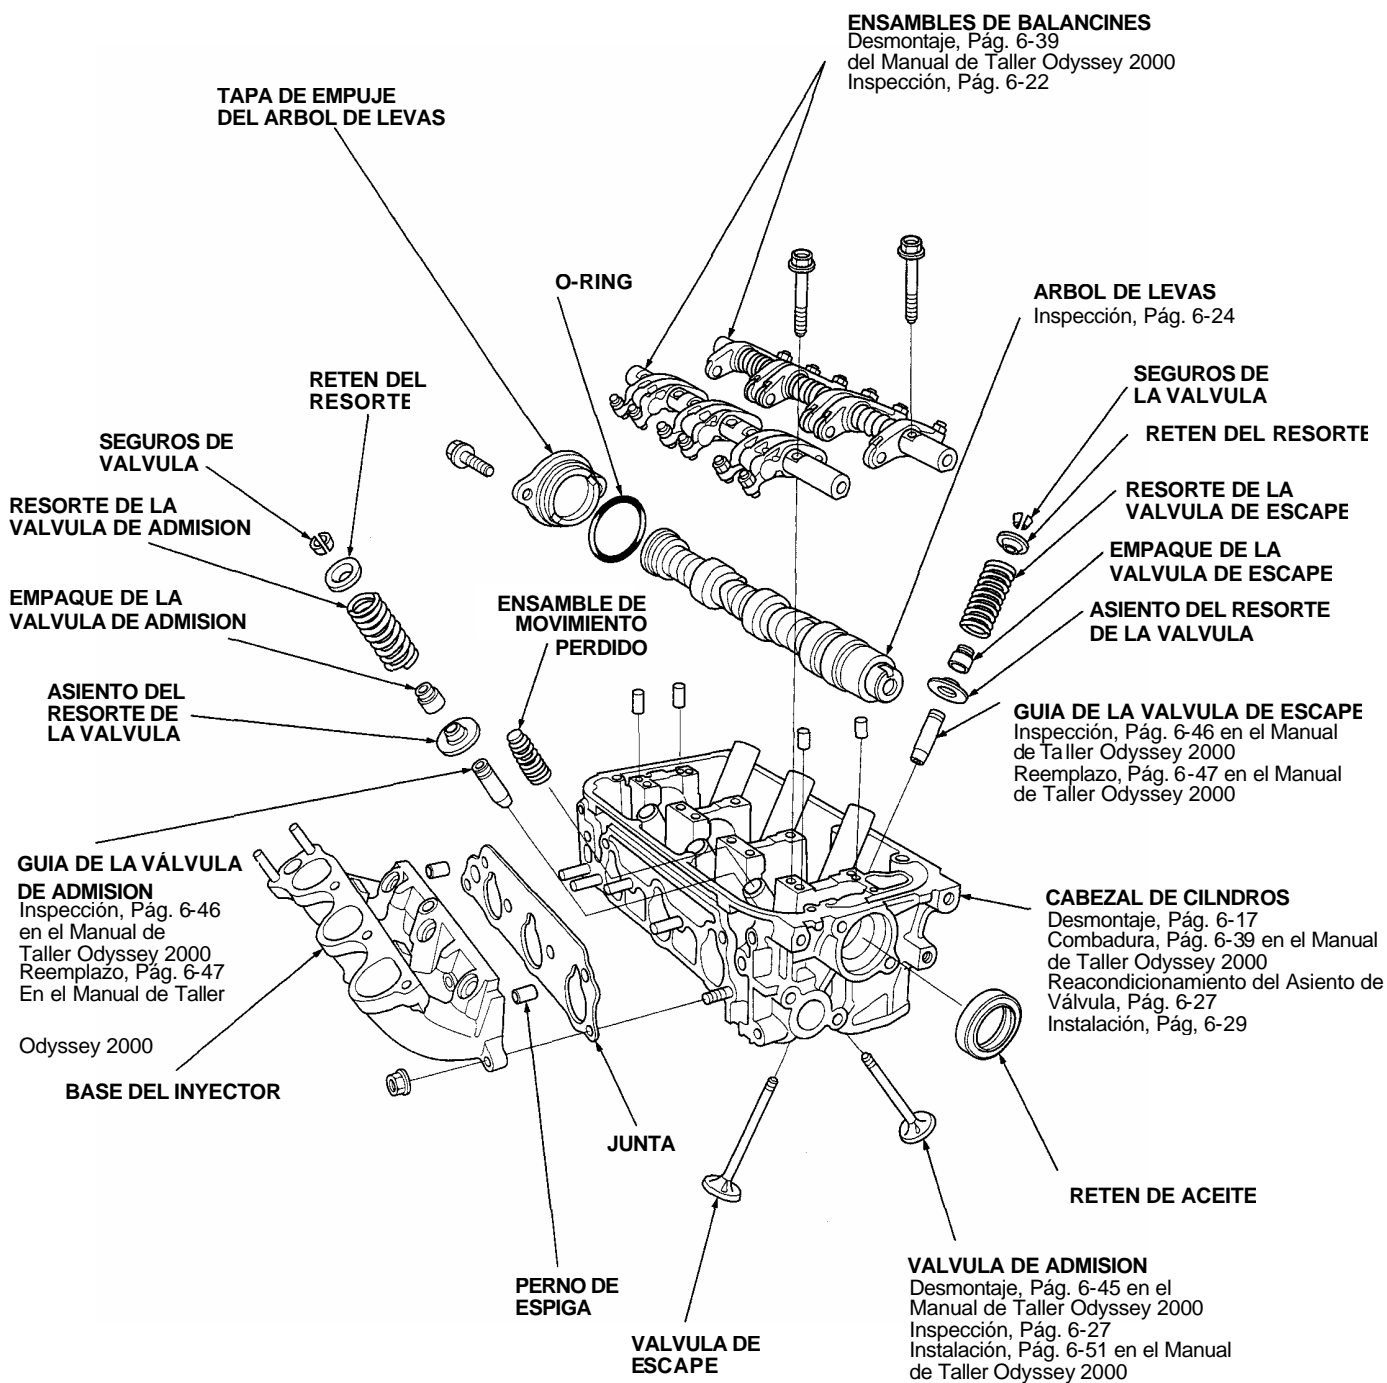 ENSAMBLES DE BALANCINES
Desmontaje, Pág. 6-39
del Manual de Taller Odyssey 2000
Inspección, Pág. 6-22
TAPA DE EMPUJE
DEL ARBOL DE LEVAS
O-RING
ARBOL DE LEVAS
Inspección, Pág. 6-24
RETEN DEL
RESORTE
SEGUROS DE
LA VALVULA
SEGUROS DE
VALVULA
RETEN DEL RESORTE
RESORTE DE LA
VALVULA DE ADMISION
RESORTE DE LA
VALVULA DE ESCAPE
EMPAQUE DE LA
VALVULA DE ESCAPE
EMPAQUE DE LA
VALVULA DE ADMISION
ENSAMBLE DE
MOVIMIENTO
PERDIDO
ASIENTO DEL RESORTE
DE LA VALVULA
ASIENTO DEL
RESORTE DE
LA VALVULA
GUIA DE LA VALVULA DE ESCAPE
Inspección, Pág. 6-46 en el Manual
de Taller Odyssey 2000
Reemplazo, Pág. 6-47 en el Manual
de Taller Odyssey 2000
GUIA DE LA VÁLVULA
DE ADMISION
Inspección, Pág. 6-46
en el Manual de
Taller Odyssey 2000
Reemplazo, Pág. 6-47
En el Manual de Taller
Odyssey 2000
CABEZAL DE CILNDROS
Desmontaje, Pág. 6-17
Combadura, Pág. 6-39 en el Manual
de Taller Odyssey 2000
Reacondicionamiento del Asiento de
Válvula, Pág. 6-27
Instalación, Pág, 6-29
BASE DEL INYECTOR
JUNTA
RETEN DE ACEITE
PERNO DE
ESPIGA
VALVULA DE
ESCAPE
VALVULA DE ADMISION
Desmontaje, Pág. 6-45 en el
Manual de Taller Odyssey 2000
Inspección, Pág. 6-27
Instalación, Pág. 6-51 en el Manual
de Taller Odyssey 2000